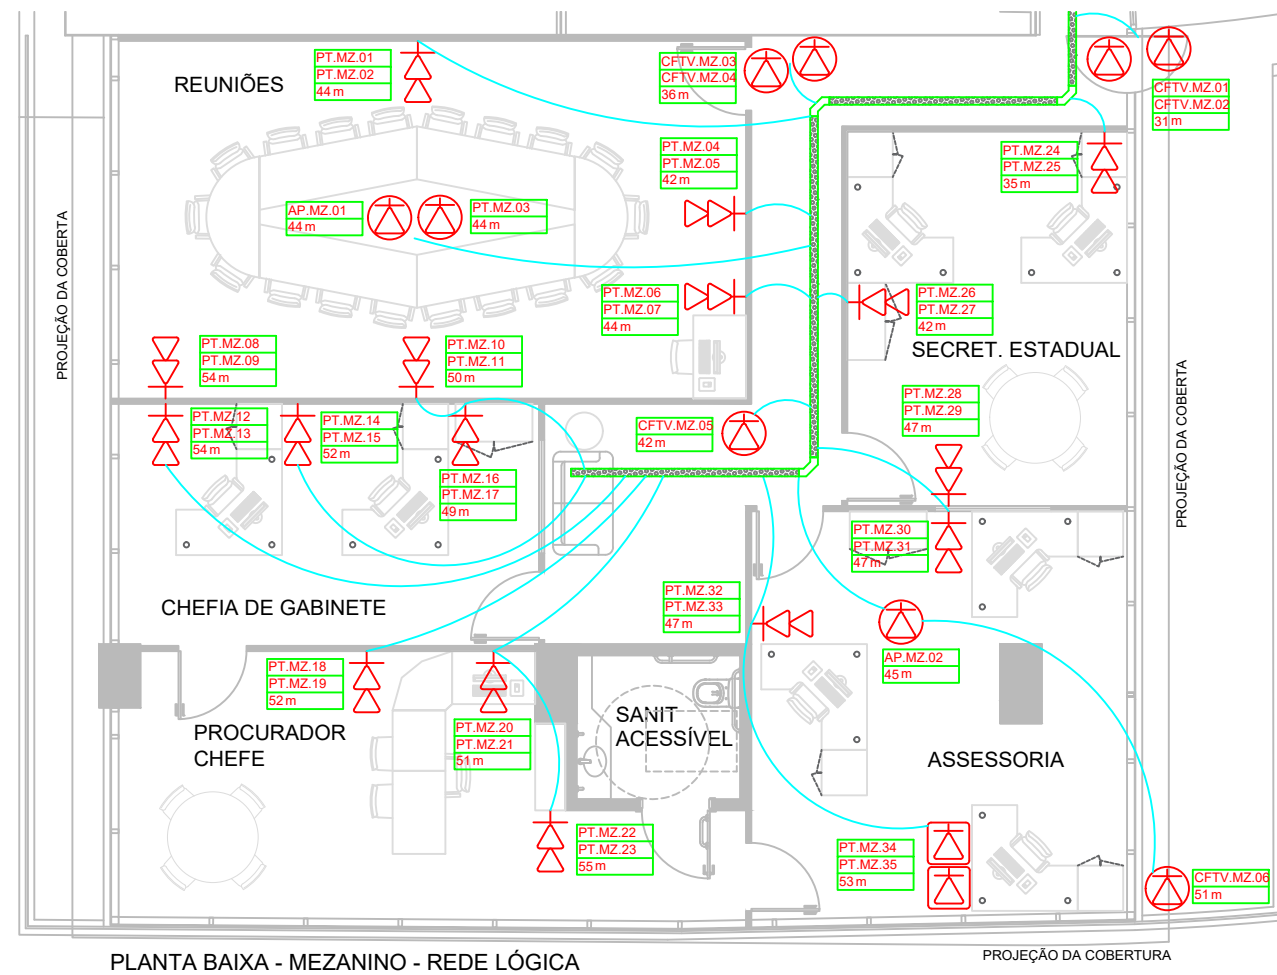 REUNIÕES
PT.MZ.01
PT.MZ.02
44 m
CFTV.MZ.03
CFTV.MZ.04
36 m
CFTV.MZ.01
CFTV.MZ.02
31 m
PT.MZ.04
PT.MZ.05
42 m
PT.MZ.24
PT.MZ.25
35 m
AP.MZ.01
44 m
PT.MZ.03
44 m
PROJEÇÃO DA COBERTA
PT.MZ.06
PT.MZ.07
44 m
PT.MZ.26
PT.MZ.27
42 m
SECRET. ESTADUAL
PT.MZ.08
PT.MZ.09
54 m
PT.MZ.10
PT.MZ.11
50 m
PT.MZ.28
PT.MZ.29
47 m
PROJEÇÃO DA COBERTA
PT.MZ.12
PT.MZ.13
54 m
PT.MZ.14
PT.MZ.15
52 m
CFTV.MZ.05
42 m
PT.MZ.16
PT.MZ.17
49 m
PT.MZ.30
PT.MZ.31
47 m
CHEFIA DE GABINETE
PT.MZ.32
PT.MZ.33
47 m
AP.MZ.02
45 m
PT.MZ.18
PT.MZ.19
52 m
PROCURADOR
CHEFE
PT.MZ.20
PT.MZ.21
51 m
SANIT
ACESSÍVEL
ASSESSORIA
PT.MZ.22
PT.MZ.23
55 m
PT.MZ.34
PT.MZ.35
53 m
CFTV.MZ.06
51 m
PLANTA BAIXA - MEZANINO - REDE LÓGICA
PROJEÇÃO DA COBERTURA